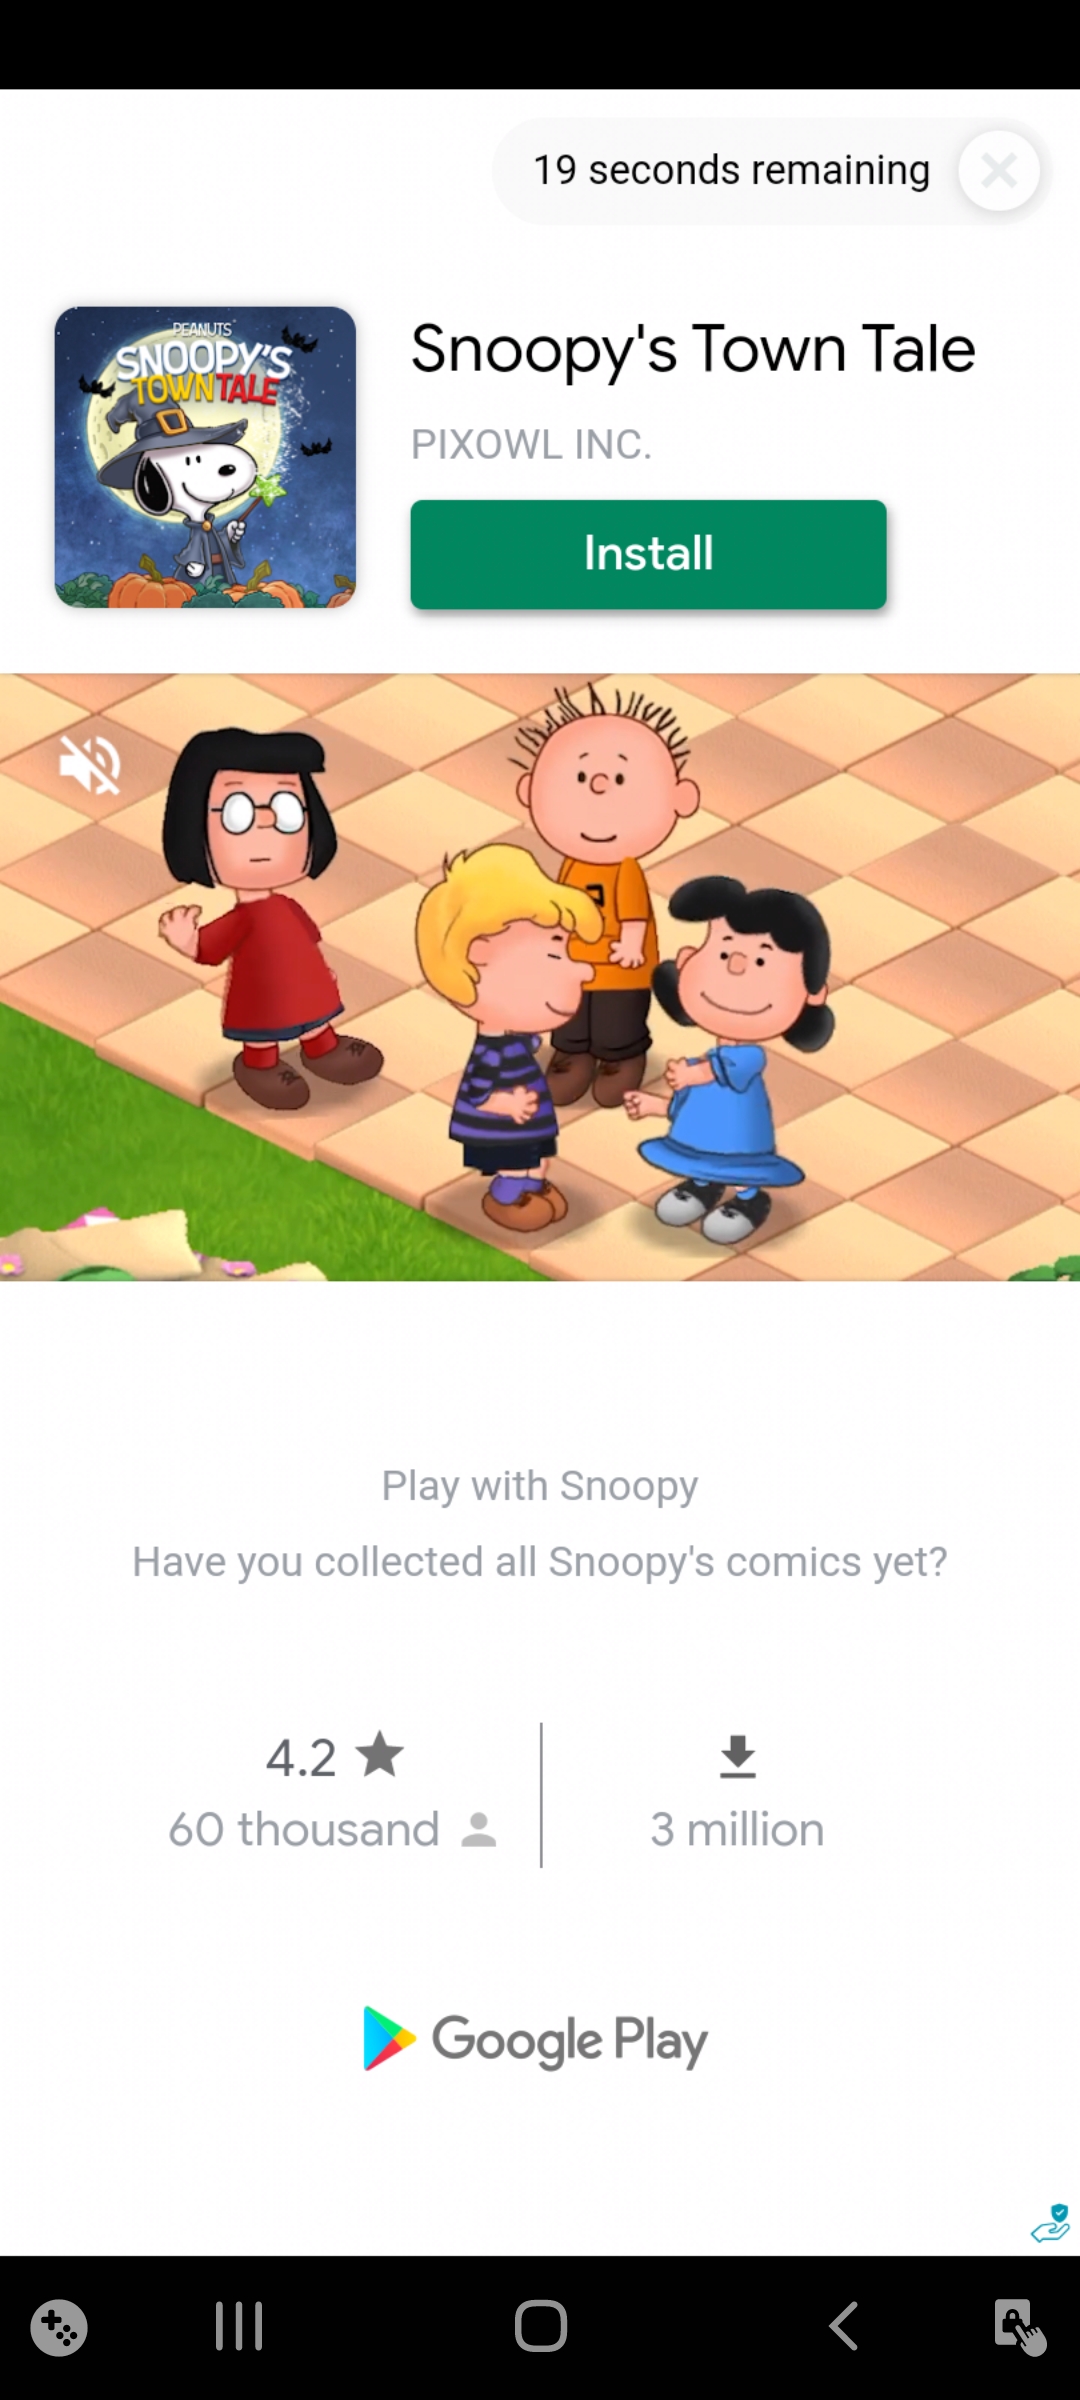 19 seconds remaining
PEANUTS
SNOOPY'S
TOWN TALE
Snoopy's Town Tale
PIXOWL INC.
Install
Play with Snoopy
Have you collected all Snoopy's comics yet?
4.2
60 thousand
3 million
Google Play